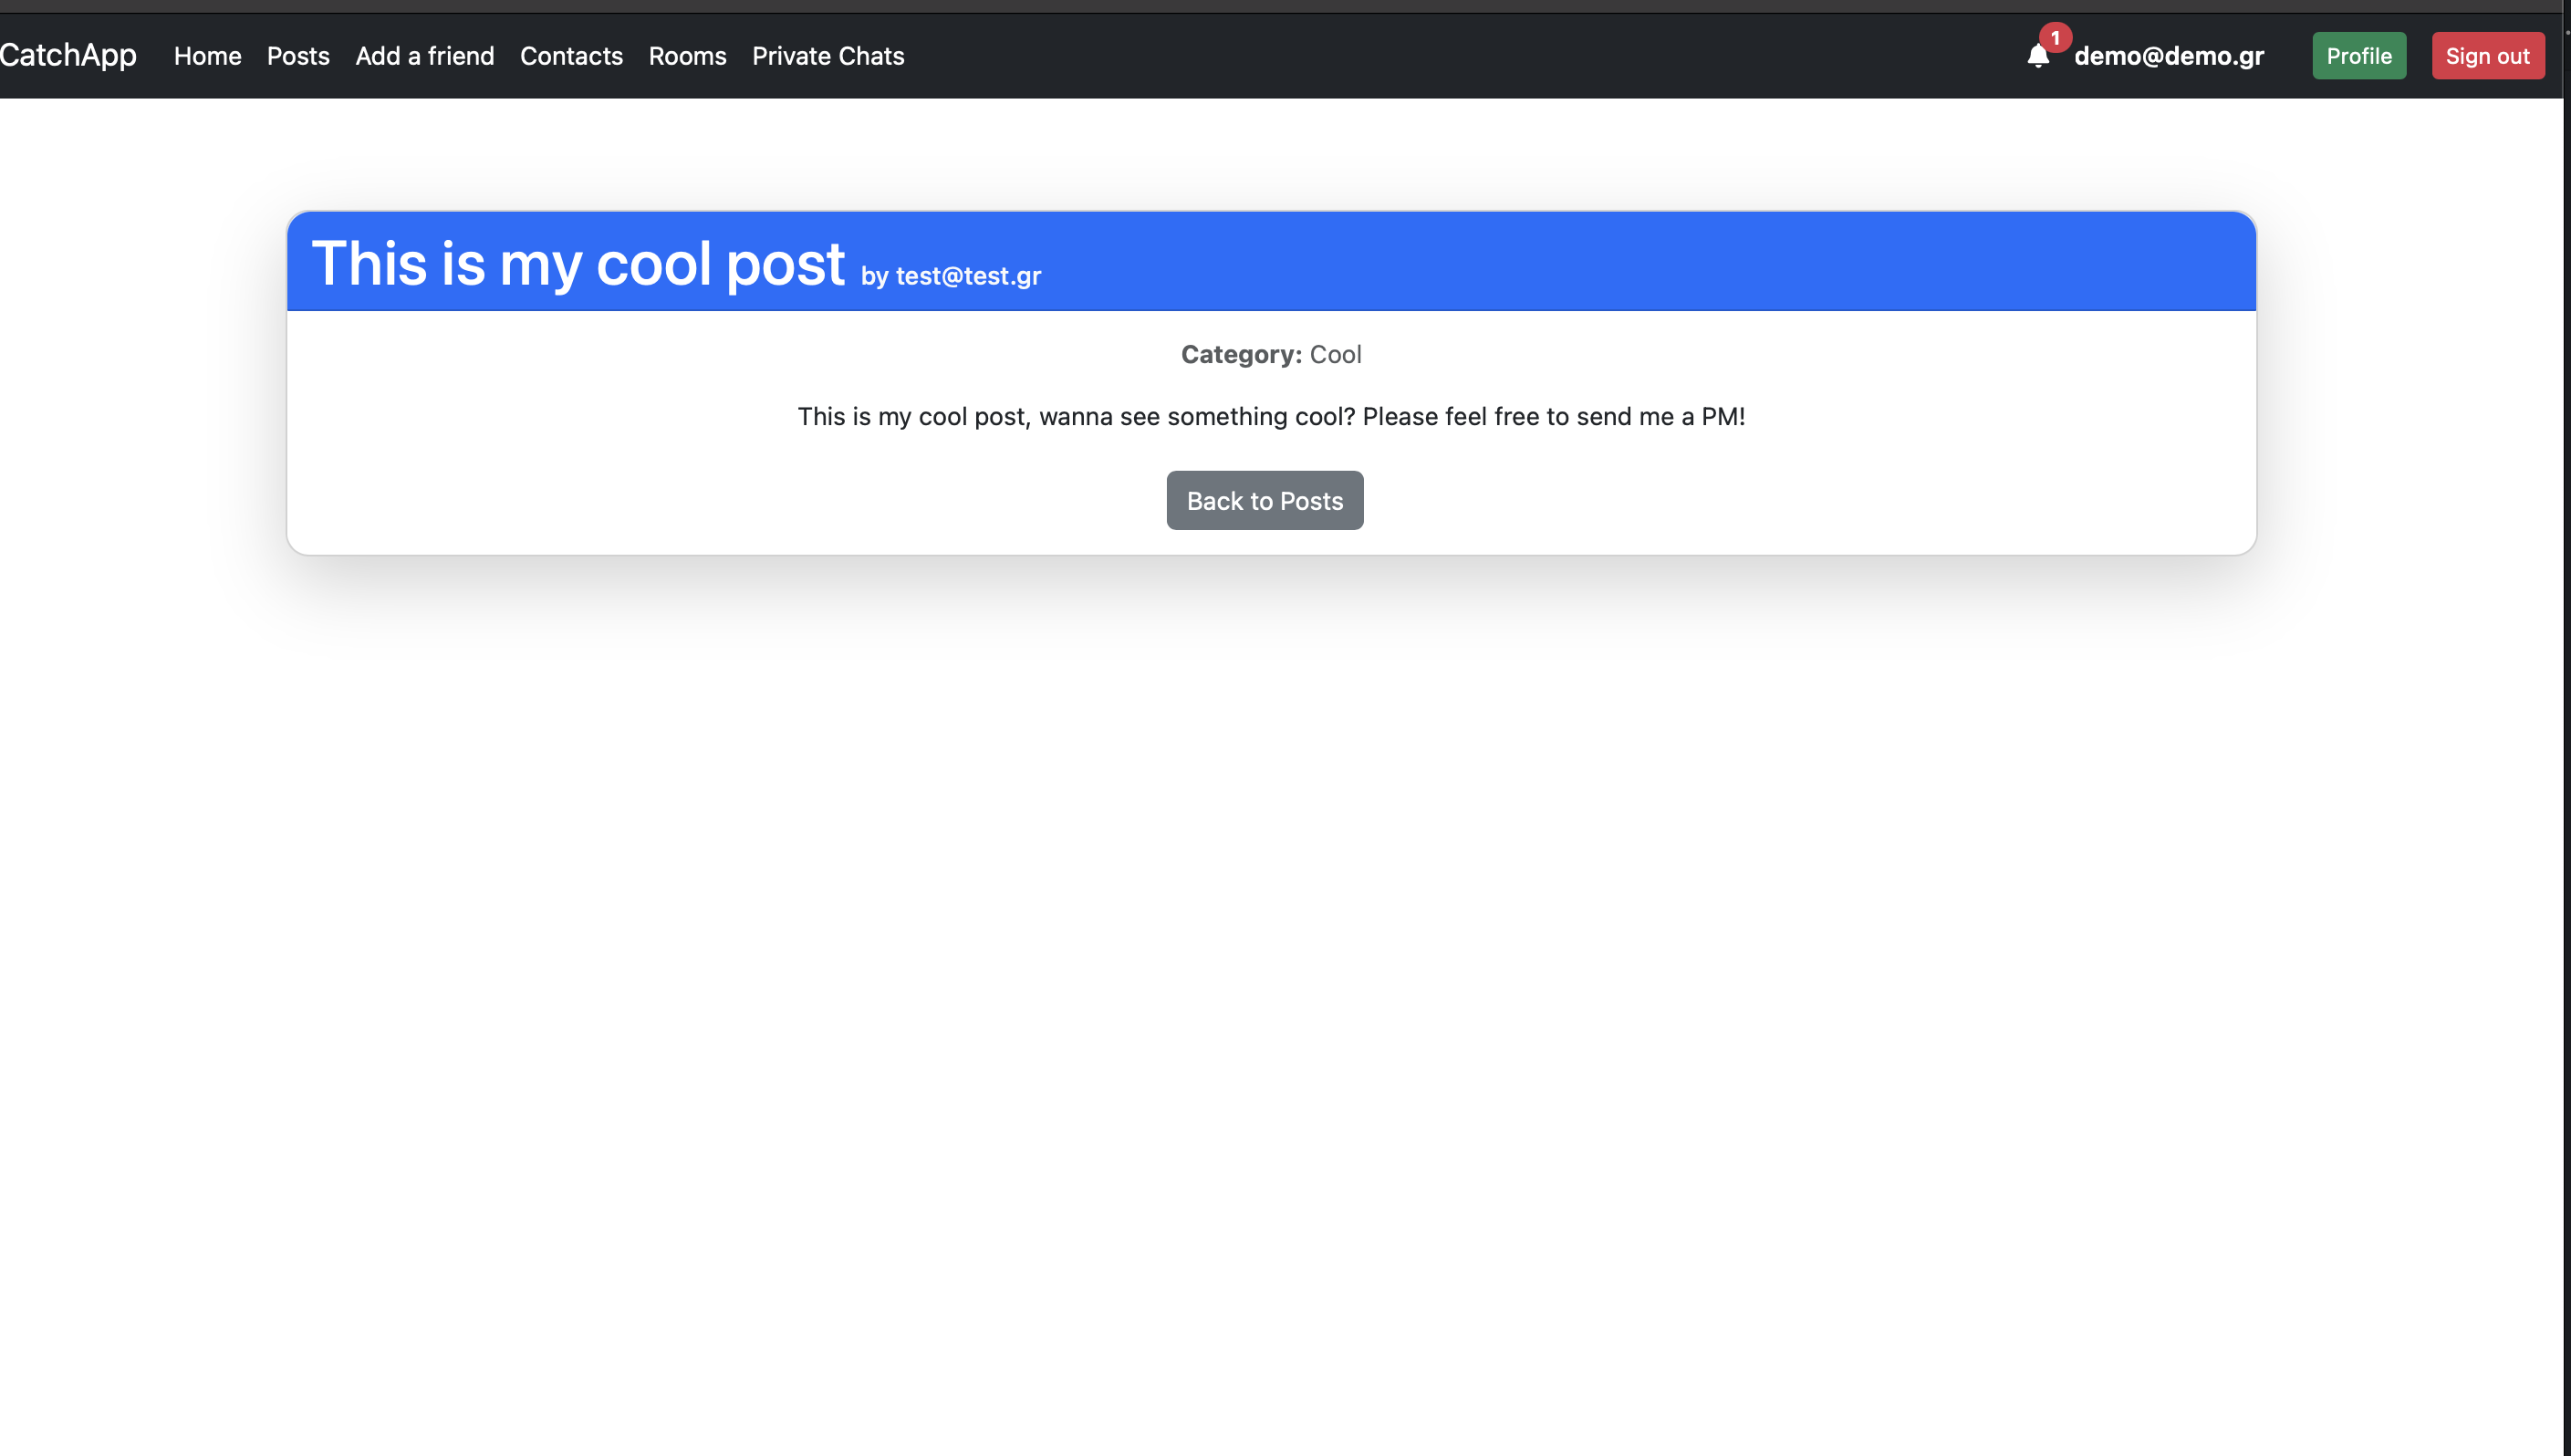 CatchApp Home Posts Add a friend Contacts Rooms Private Chats 1 demo@demo.gr Profile Sign out
This is my cool post by test@test.gr
Category: Cool
This is my cool post, wanna see something cool? Please feel free to send me a PM!
Back to Posts